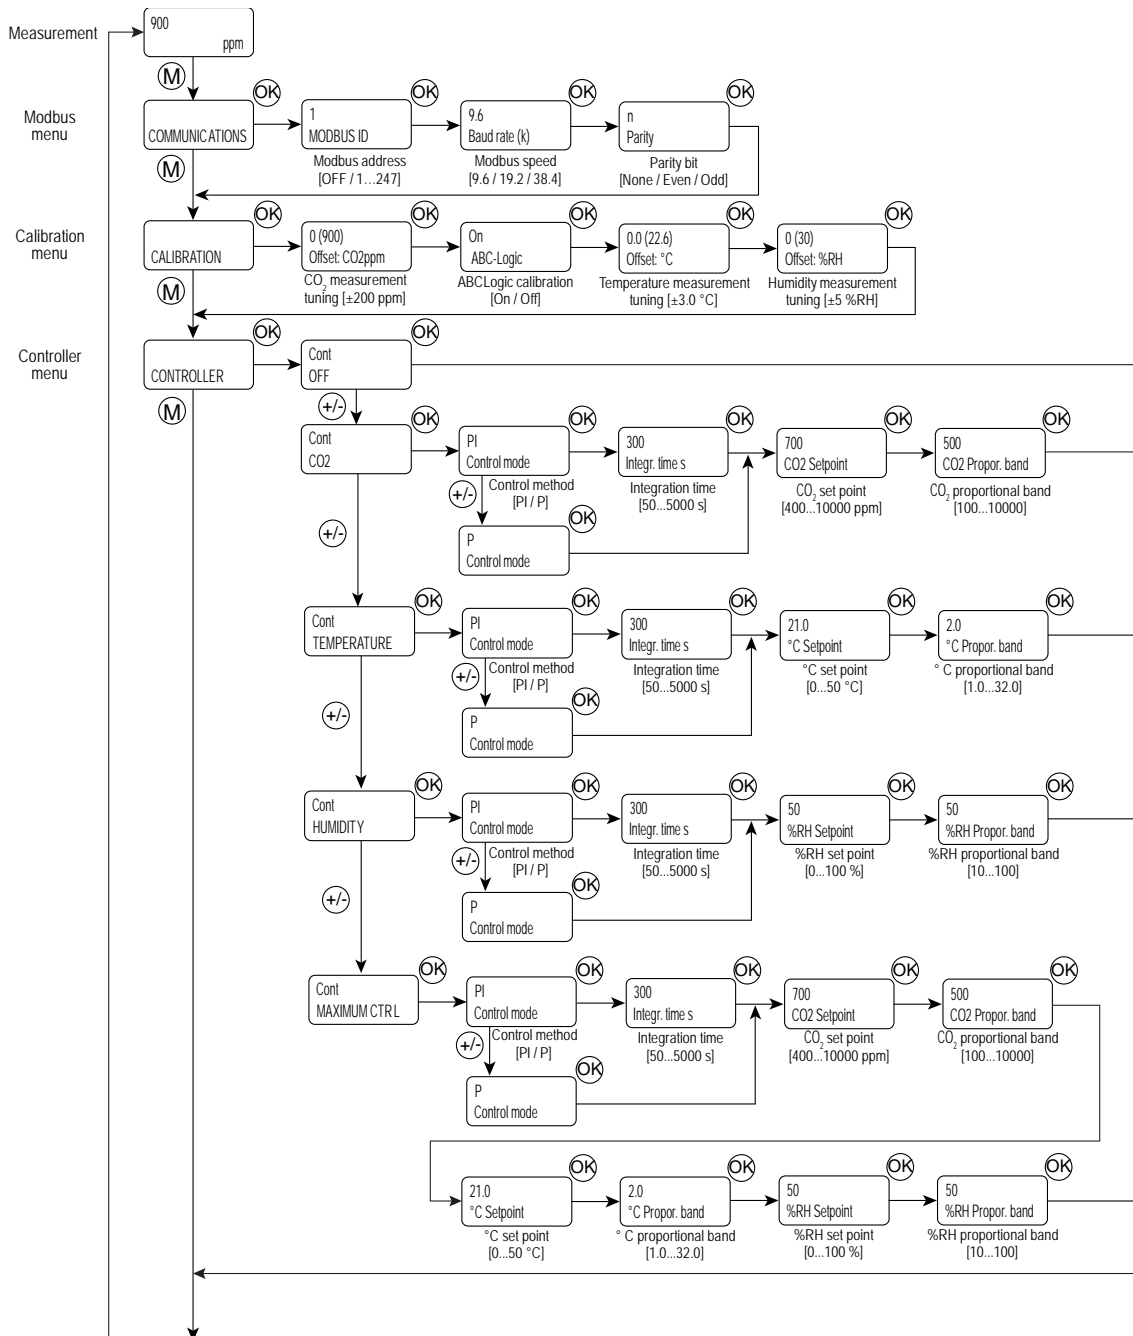 Measurement
900
ppm
M
Modbus
menu
COMMUNICATIONS
OK
1
MODBUS ID
OK
Modbus address
[OFF / 1...247]
9.6
Baud rate (k)
OK
Modbus speed
[9.6 / 19.2 / 38.4]
n
Parity
OK
Parity bit
[None / Even / Odd]
M
Calibration
menu
CALIBRATION
OK
0 (900)
Offset: CO2ppm
OK
CO2 measurement
tuning [±200 ppm]
On
ABC-Logic
OK
ABCLogic calibration
[On / Off]
0.0 (22.6)
Offset: °C
OK
Temperature measurement
tuning [±3.0 °C]
0 (30)
Offset: %RH
OK
Humidity measurement
tuning [±5 %RH]
M
Controller
menu
CONTROLLER
OK
Cont
OFF
OK
M
+/-
Cont
CO2
OK
PI
Control mode
OK
Control method
[PI / P]
+/-
P
Control mode
OK
300
Integr. time s
OK
Integration time
[50...5000 s]
700
CO2 Setpoint
OK
CO2 set point
[400...10000 ppm]
500
CO2 Propor. band
OK
CO2 proportional band
[100...10000]
+/-
Cont
TEMPERATURE
OK
PI
Control mode
OK
Control method
[PI / P]
+/-
P
Control mode
OK
300
Integr. time s
OK
Integration time
[50...5000 s]
21.0
°C Setpoint
OK
°C set point
[0...50 °C]
2.0
°C Propor. band
OK
° C proportional band
[1.0...32.0]
+/-
Cont
HUMIDITY
OK
PI
Control mode
OK
Control method
[PI / P]
+/-
P
Control mode
OK
300
Integr. time s
OK
Integration time
[50...5000 s]
50
%RH Setpoint
OK
%RH set point
[0...100 %]
50
%RH Propor. band
OK
%RH proportional band
[10...100]
+/-
Cont
MAXIMUM CTRL
OK
PI
Control mode
OK
Control method
[PI / P]
+/-
P
Control mode
OK
300
Integr. time s
OK
Integration time
[50...5000 s]
700
CO2 Setpoint
OK
CO2 set point
[400...10000 ppm]
500
CO2 Propor. band
OK
CO2 proportional band
[100...10000]
21.0
°C Setpoint
OK
°C set point
[0...50 °C]
2.0
°C Propor. band
OK
° C proportional band
[1.0...32.0]
50
%RH Setpoint
OK
%RH set point
[0...100 %]
50
%RH Propor. band
OK
%RH proportional band
[10...100]